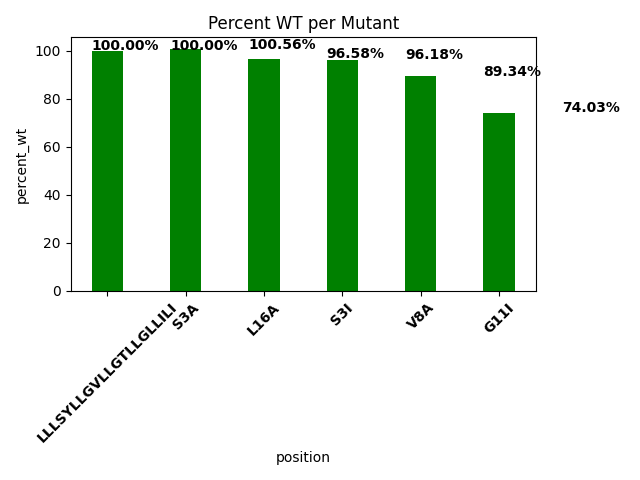 Percent WT per Mutant
100.00% 100.00% 100.56% 96.58% 96.18% 89.34% 74.03%
100
80
60
40
20
0
percent_wt
LLLSYLLGVLLGTLLGLLILI S3A L16A S3I V8A G11I
position